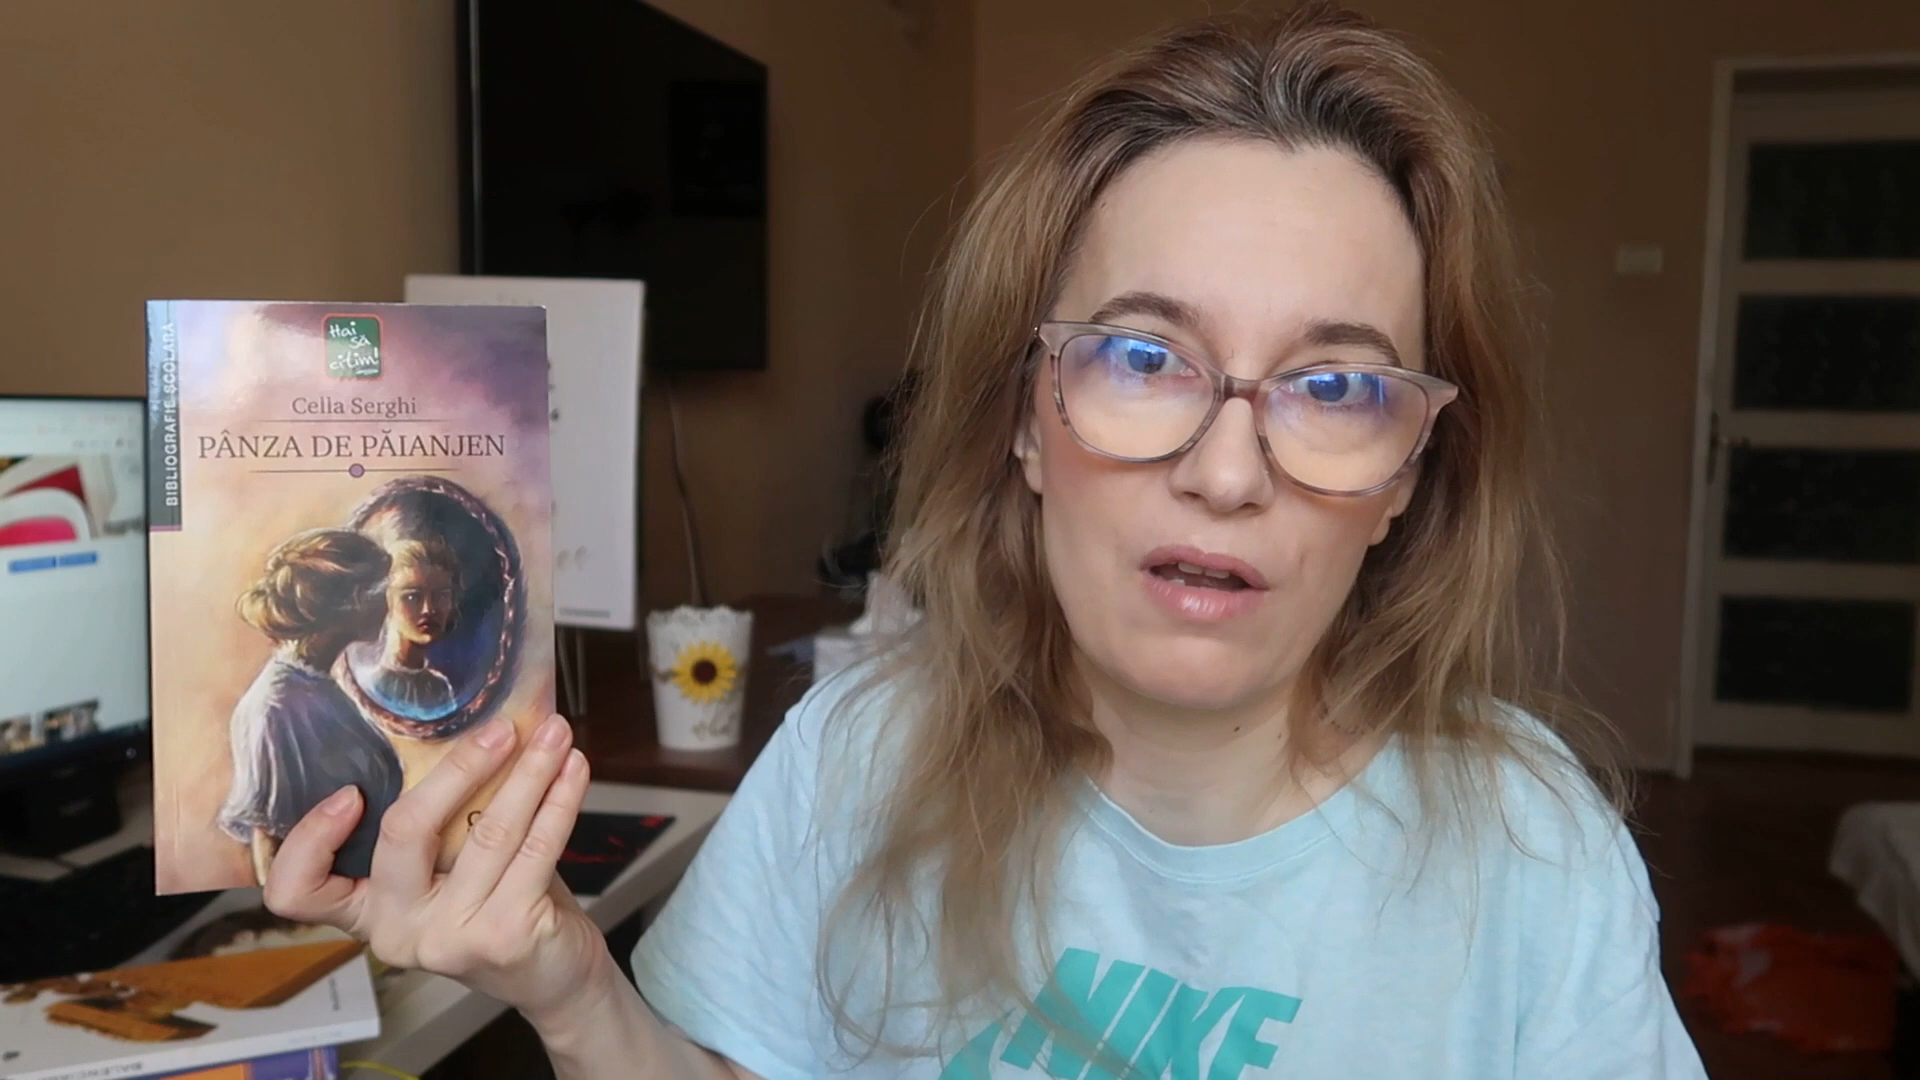 BIBLIOGRAFIE ȘCOLARĂ
Hai
să
citim!
Cella Serghi
PÂNZA DE PĂIANJEN
NIKE